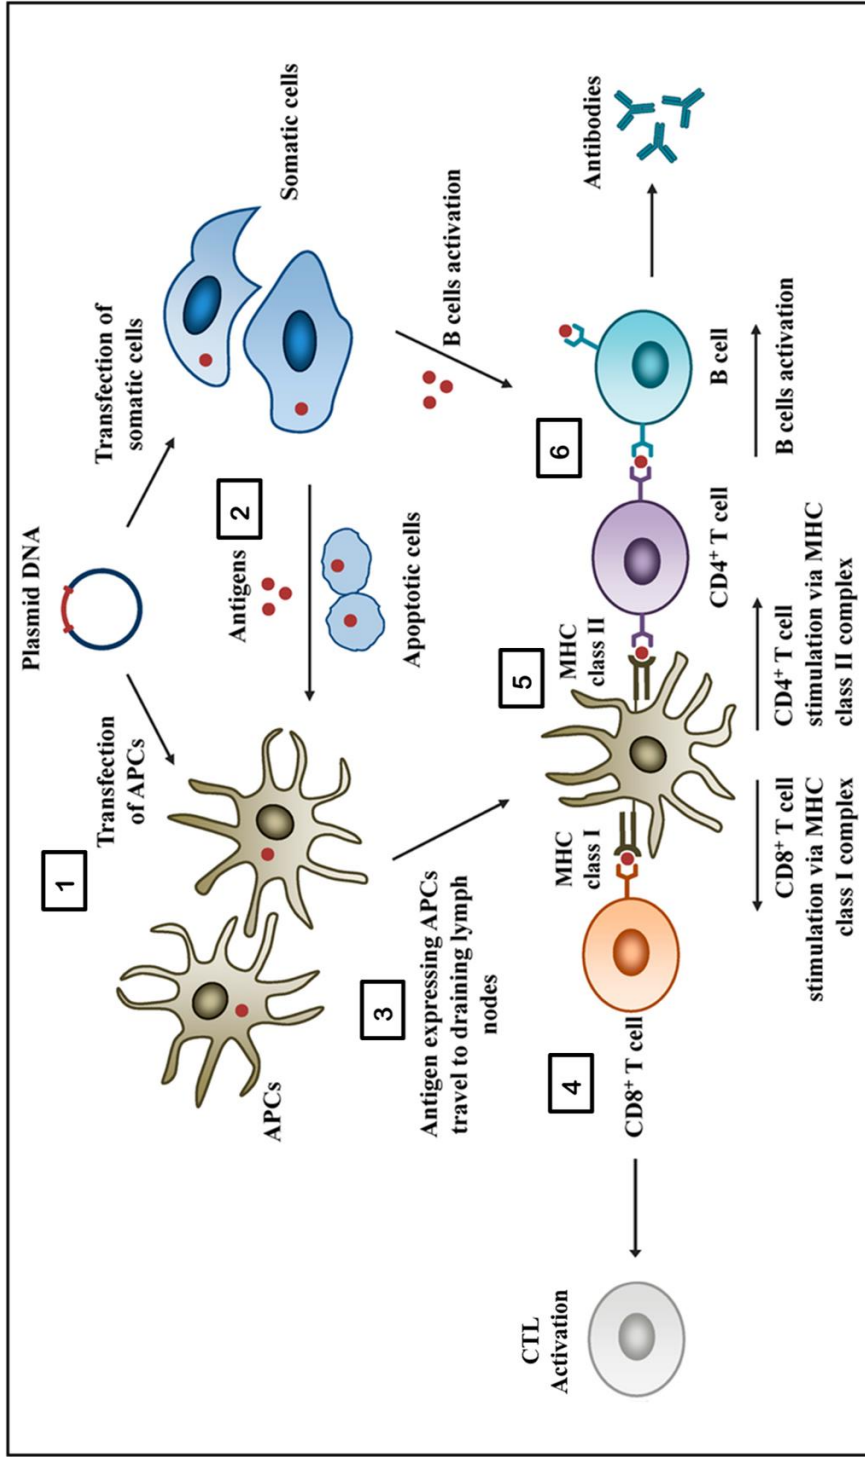 Plasmid DNA
1
Transfection
of APCs
Transfection of
somatic cells
2
Antigens
Apoptotic cells
APCs
Somatic cells
3
Antigen expressing APCs
travel to draining lymph
nodes
B cells activation
4
5
6
CTL
Activation
CD8⁺ T cell
MHC
class I
MHC
class II
CD4⁺ T cell
B cell
Antibodies
CD8⁺ T cell
stimulation via MHC
class I complex
CD4⁺ T cell
stimulation via MHC
class II complex
B cells activation